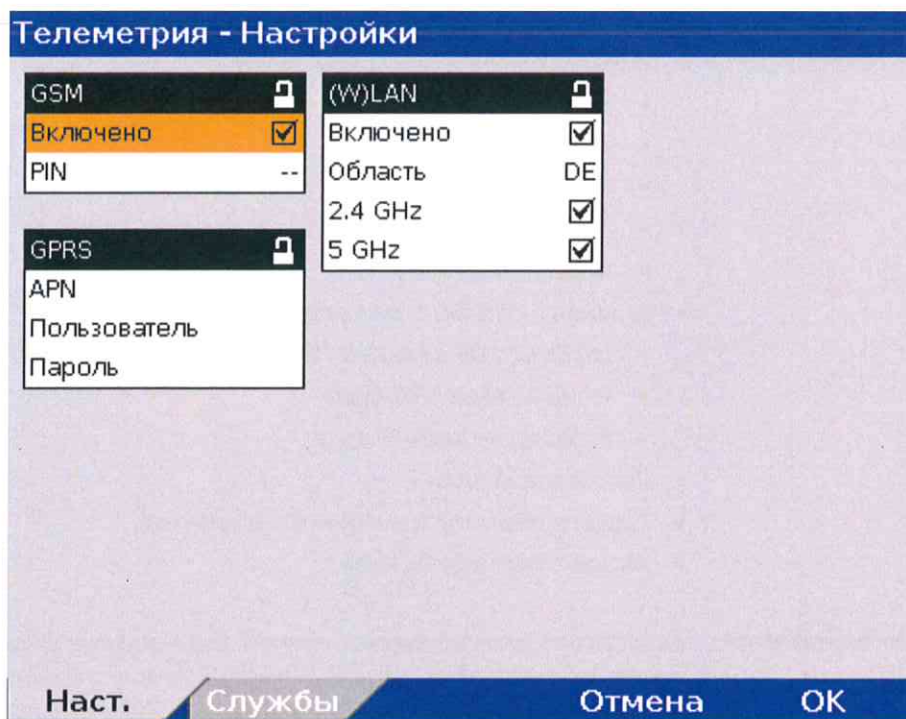 Телеметрия - Настройки
GSM
Включено
PIN --
GPRS
APN
Пользователь
Пароль
(W)LAN
Включено
Область DE
2.4 GHz
5 GHz
Наст. Службы Отмена OK